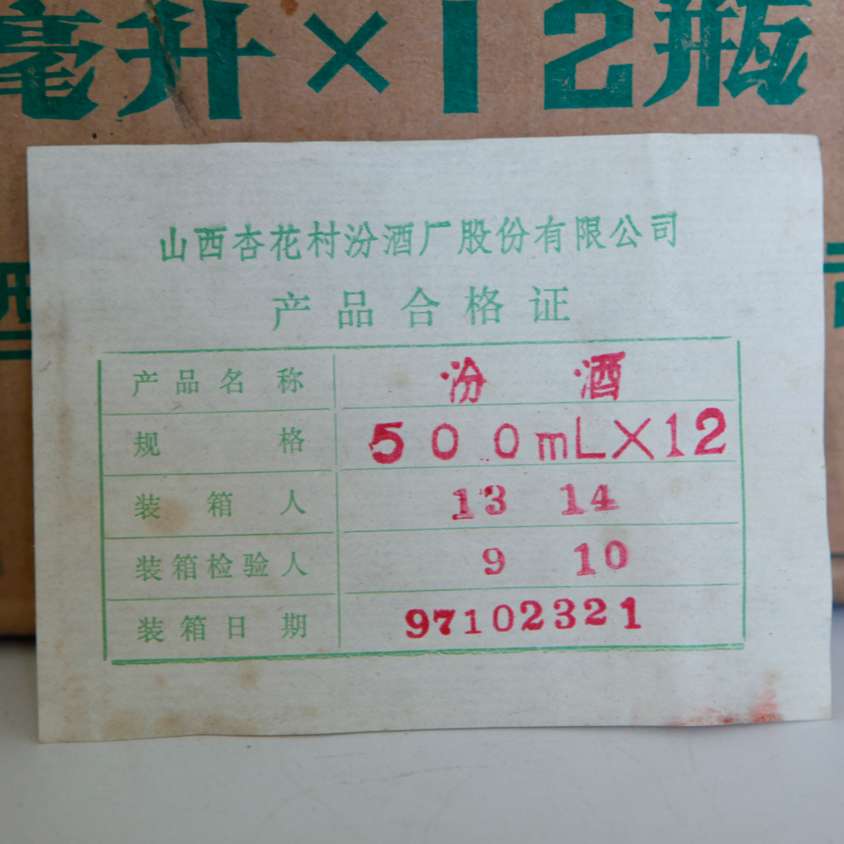 毫升×12瓶
山西杏花村汾酒厂股份有限公司
产品合格证
产品名称 汾酒
规格 500mL×12
装箱人 13 14
装箱检验人 9 10
装箱日期 97102321